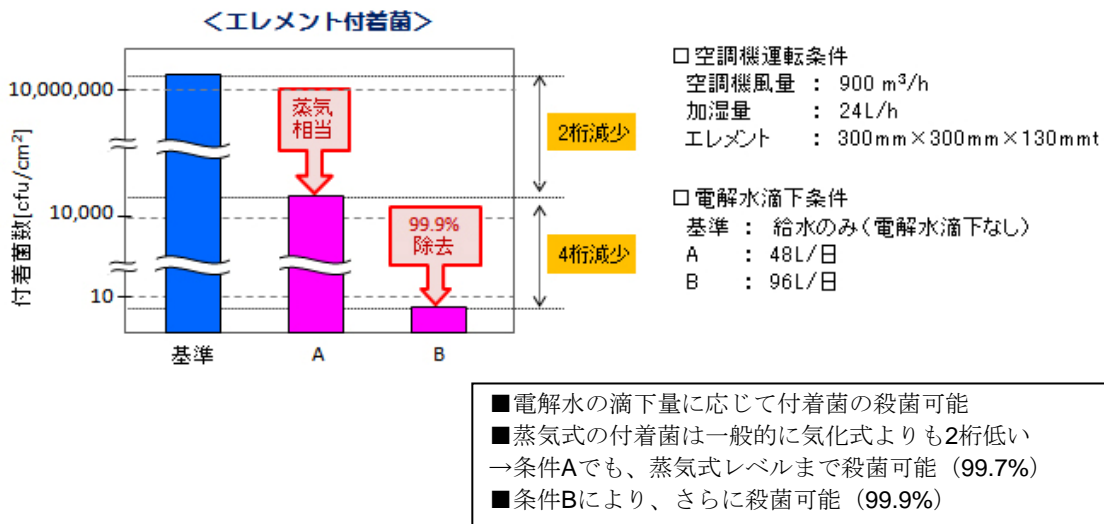 ＜エレメント付着菌＞
付着菌数[cfu/cm²]
10,000,000
10,000
10
蒸気
相当
99.9%
除去
2桁減少
4桁減少
基準
A
B
□空調機運転条件
空調機風量 ： 900 m³/h
加湿量 ： 24L/h
エレメント ： 300mm×300mm×130mmt
□電解水滴下条件
基準 ： 給水のみ（電解水滴下なし）
A ： 48L/日
B ： 96L/日
■電解水の滴下量に応じて付着菌の殺菌可能
■蒸気式の付着菌は一般的に気化式よりも2桁低い
→条件Aでも、蒸気式レベルまで殺菌可能（99.7%）
■条件Bにより、さらに殺菌可能（99.9%）